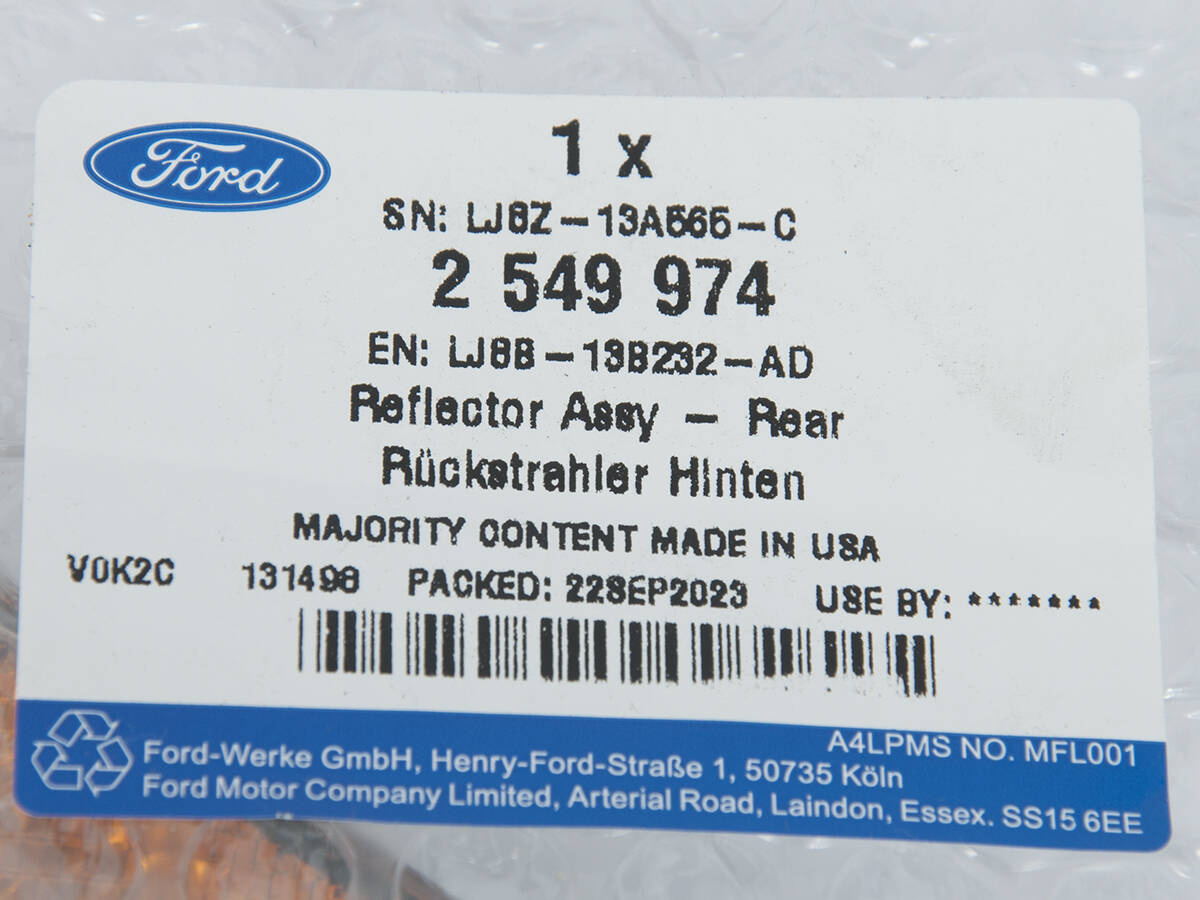 Ford
1 x
SN: LJ8Z-13A565-C
2 549 974
EN: LJ8B-13B232-AD
Reflector Assy - Rear
Rückstrahler Hinten
MAJORITY CONTENT MADE IN USA
V0K2C 131498 PACKED: 22SEP2023 USE BY: *******
A4LPMS NO. MFL001
Ford-Werke GmbH, Henry-Ford-Straße 1, 50735 Köln
Ford Motor Company Limited, Arterial Road, Laindon, Essex. SS15 6EE